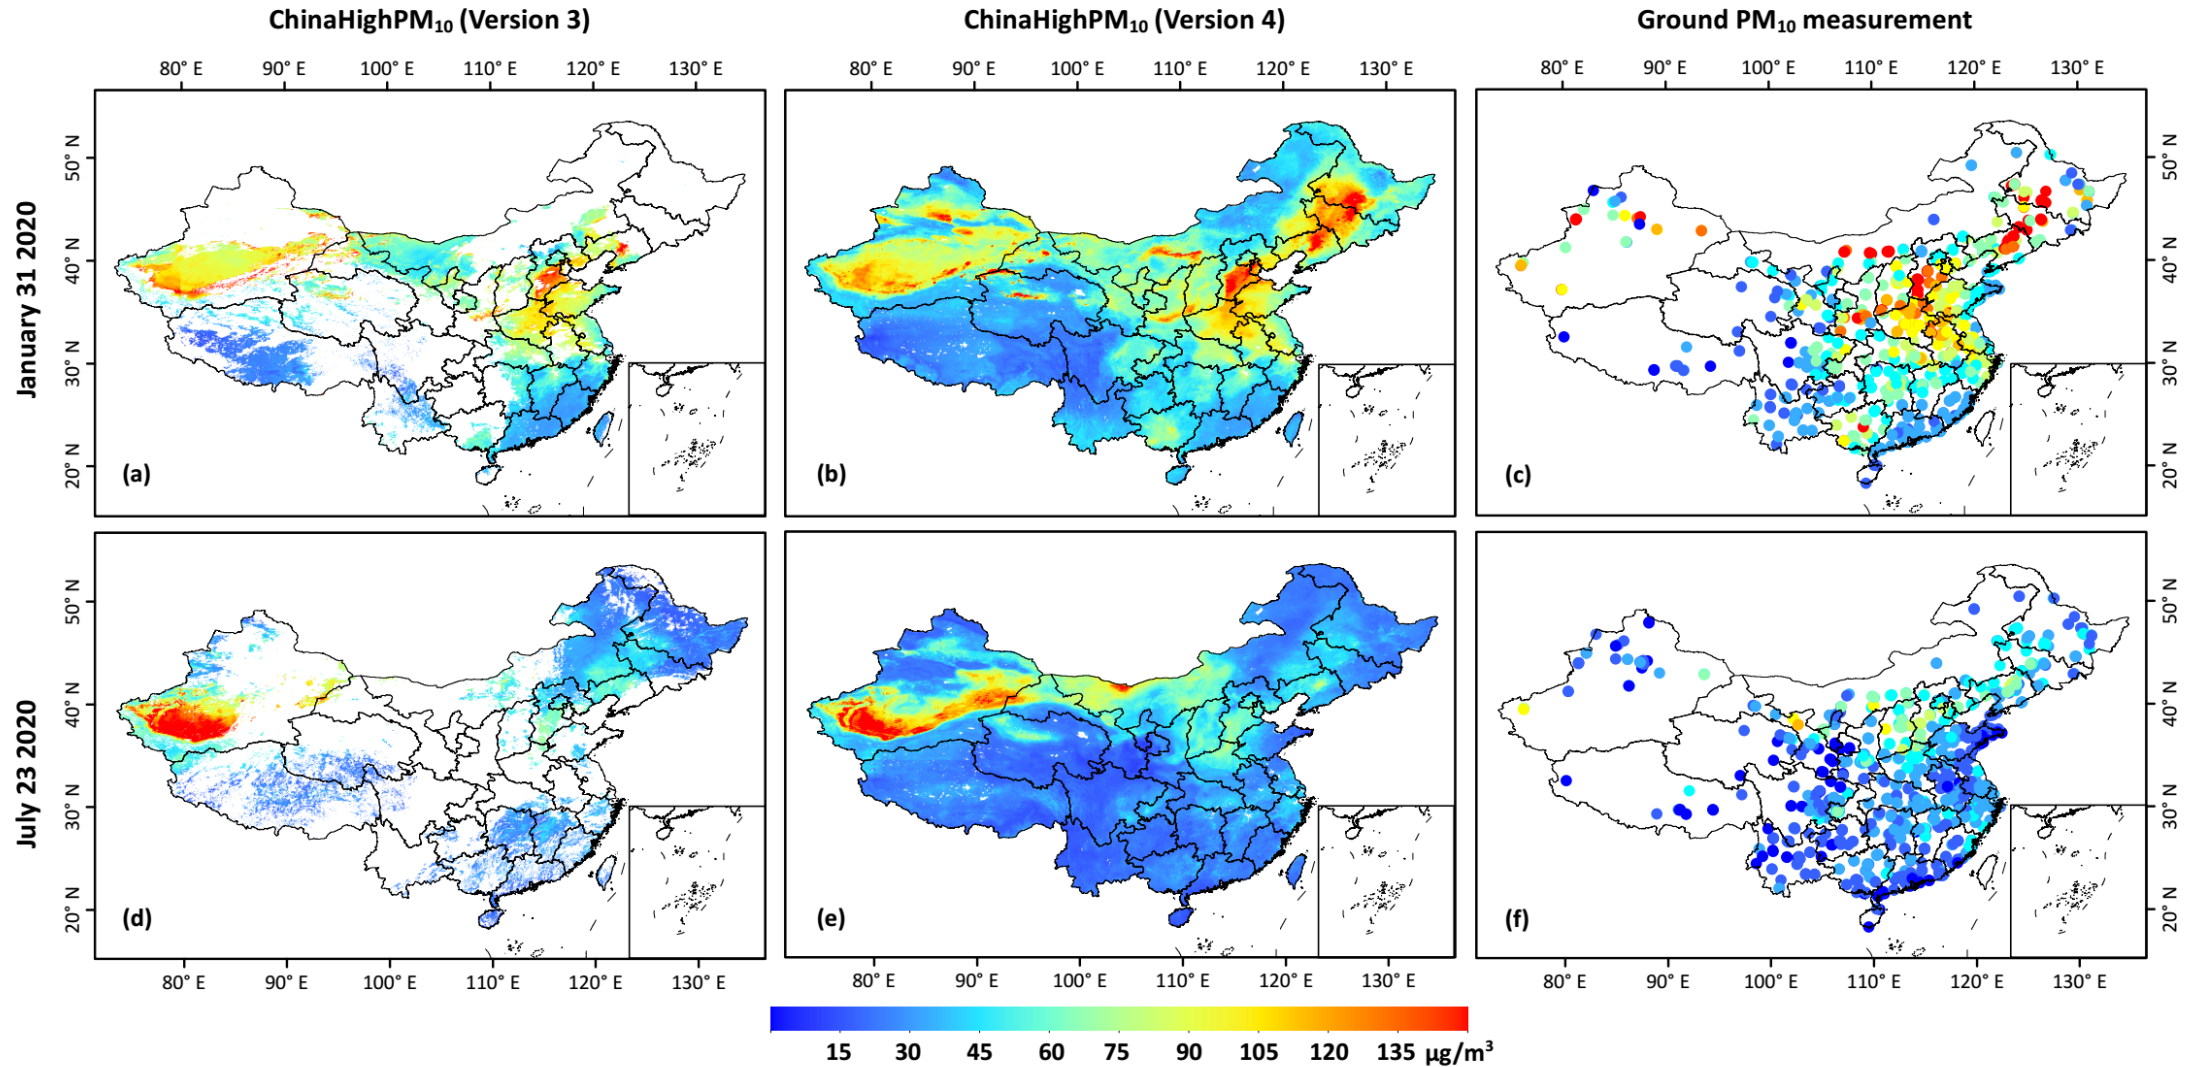 ChinaHighPM₁₀ (Version 3)
ChinaHighPM₁₀ (Version 4)
Ground PM₁₀ measurement
80° E 90° E 100° E 110° E 120° E 130° E
80° E 90° E 100° E 110° E 120° E 130° E
80° E 90° E 100° E 110° E 120° E 130° E
January 31 2020
50° N
40° N
30° N
20° N
(a)
(b)
(c)
50° N
40° N
30° N
20° N
July 23 2020
50° N
40° N
30° N
20° N
(d)
(e)
(f)
50° N
40° N
30° N
20° N
80° E 90° E 100° E 110° E 120° E 130° E
80° E 90° E 100° E 110° E 120° E 130° E
80° E 90° E 100° E 110° E 120° E 130° E
15 30 45 60 75 90 105 120 135 µg/m³